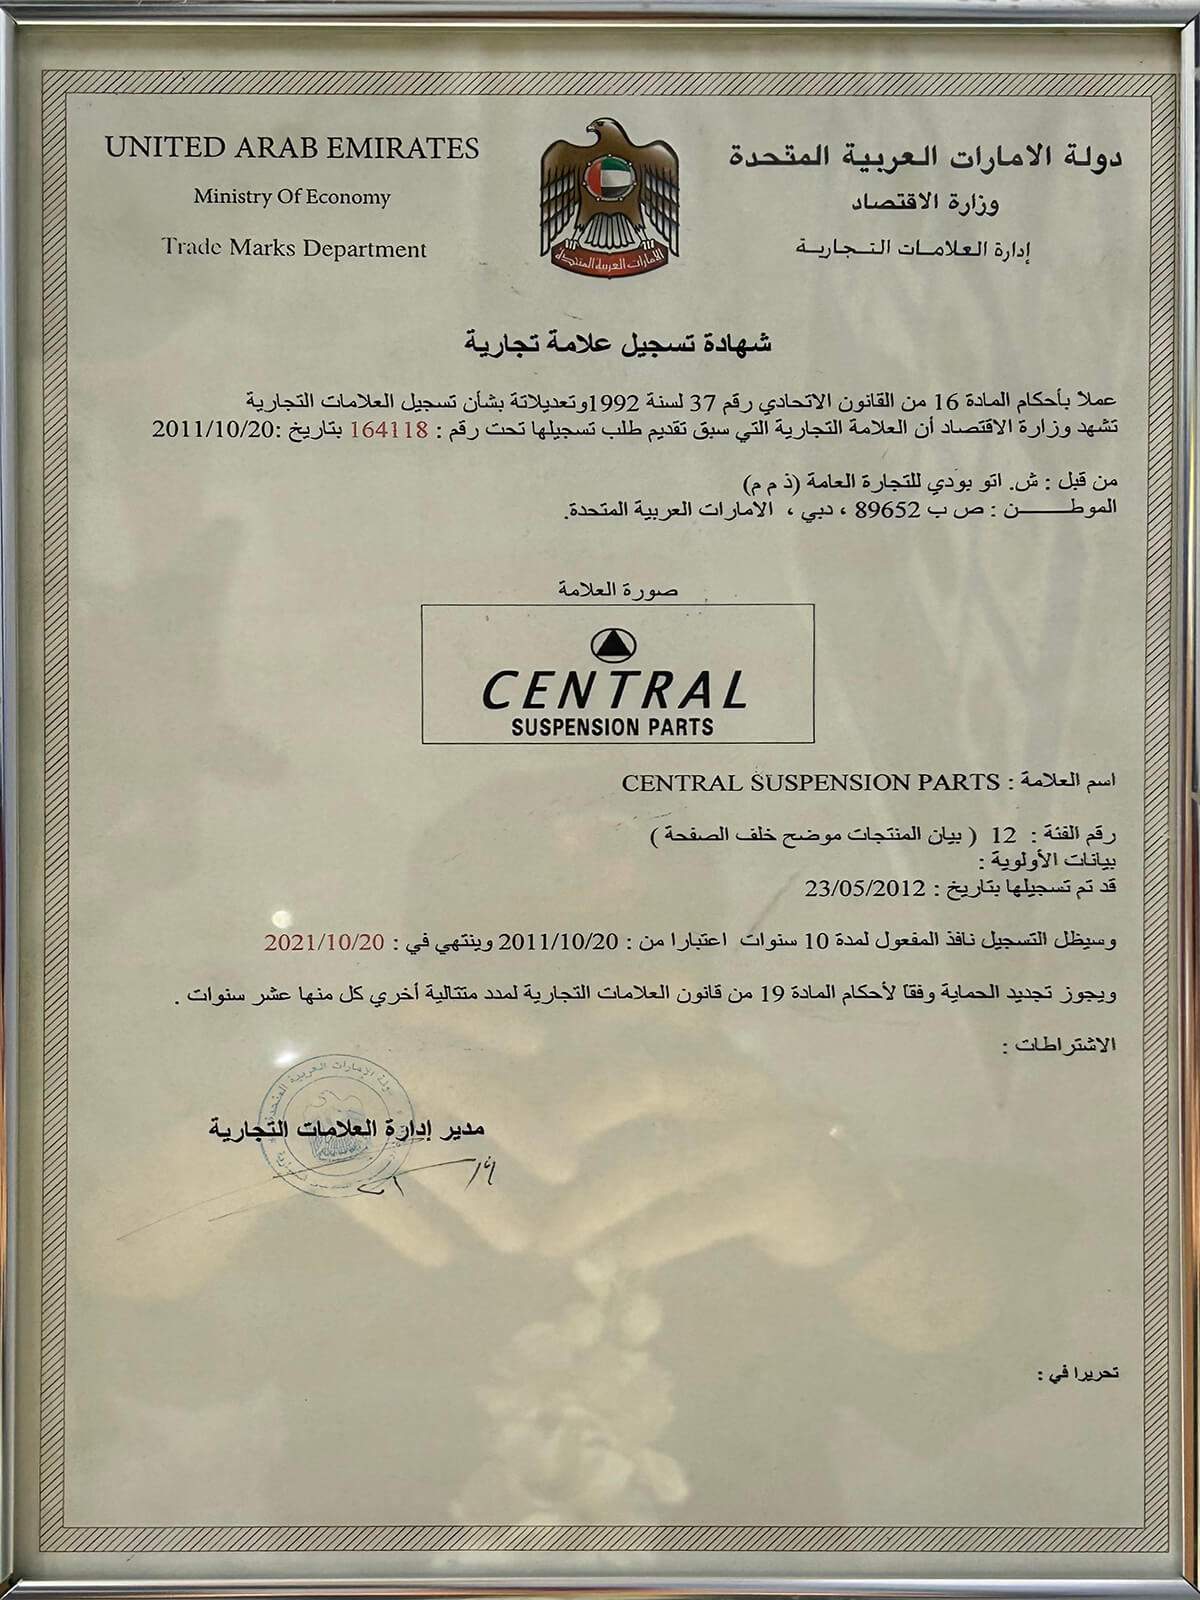 UNITED ARAB EMIRATES
Ministry Of Economy
Trade Marks Department
دولة الامارات العربية المتحدة
وزارة الاقتصاد
إدارة العلامات التجارية
الإمارات العربية المتحدة
شهادة تسجيل علامة تجارية
عملا بأحكام المادة 16 من القانون الاتحادي رقم 37 لسنة 1992وتعديلاتة بشأن تسجيل العلامات التجارية
تشهد وزارة الاقتصاد أن العلامة التجارية التي سبق تقديم طلب تسجيلها تحت رقم : 164118 بتاريخ :2011/10/20
من قبل : ش. اتو بودي للتجارة العامة (ذ م م)
الموطــــــــن : ص ب 89652 ، دبي ، الامارات العربية المتحدة.
صورة العلامة
CENTRAL
SUSPENSION PARTS
اسم العلامة : CENTRAL SUSPENSION PARTS
رقم الفئة : 12 ( بيان المنتجات موضح خلف الصفحة )
بيانات الأولوية :
قد تم تسجيلها بتاريخ : 23/05/2012
وسيظل التسجيل نافذ المفعول لمدة 10 سنوات اعتبارا من : 2011/10/20 وينتهي في : 2021/10/20
ويجوز تجديد الحماية وفقا لأحكام المادة 19 من قانون العلامات التجارية لمدد متتالية أخري كل منها عشر سنوات .
الاشتراطات :
دولة الإمارات العربية المتحدة
مدير إدارة العلامات التجارية
تحريرا في :